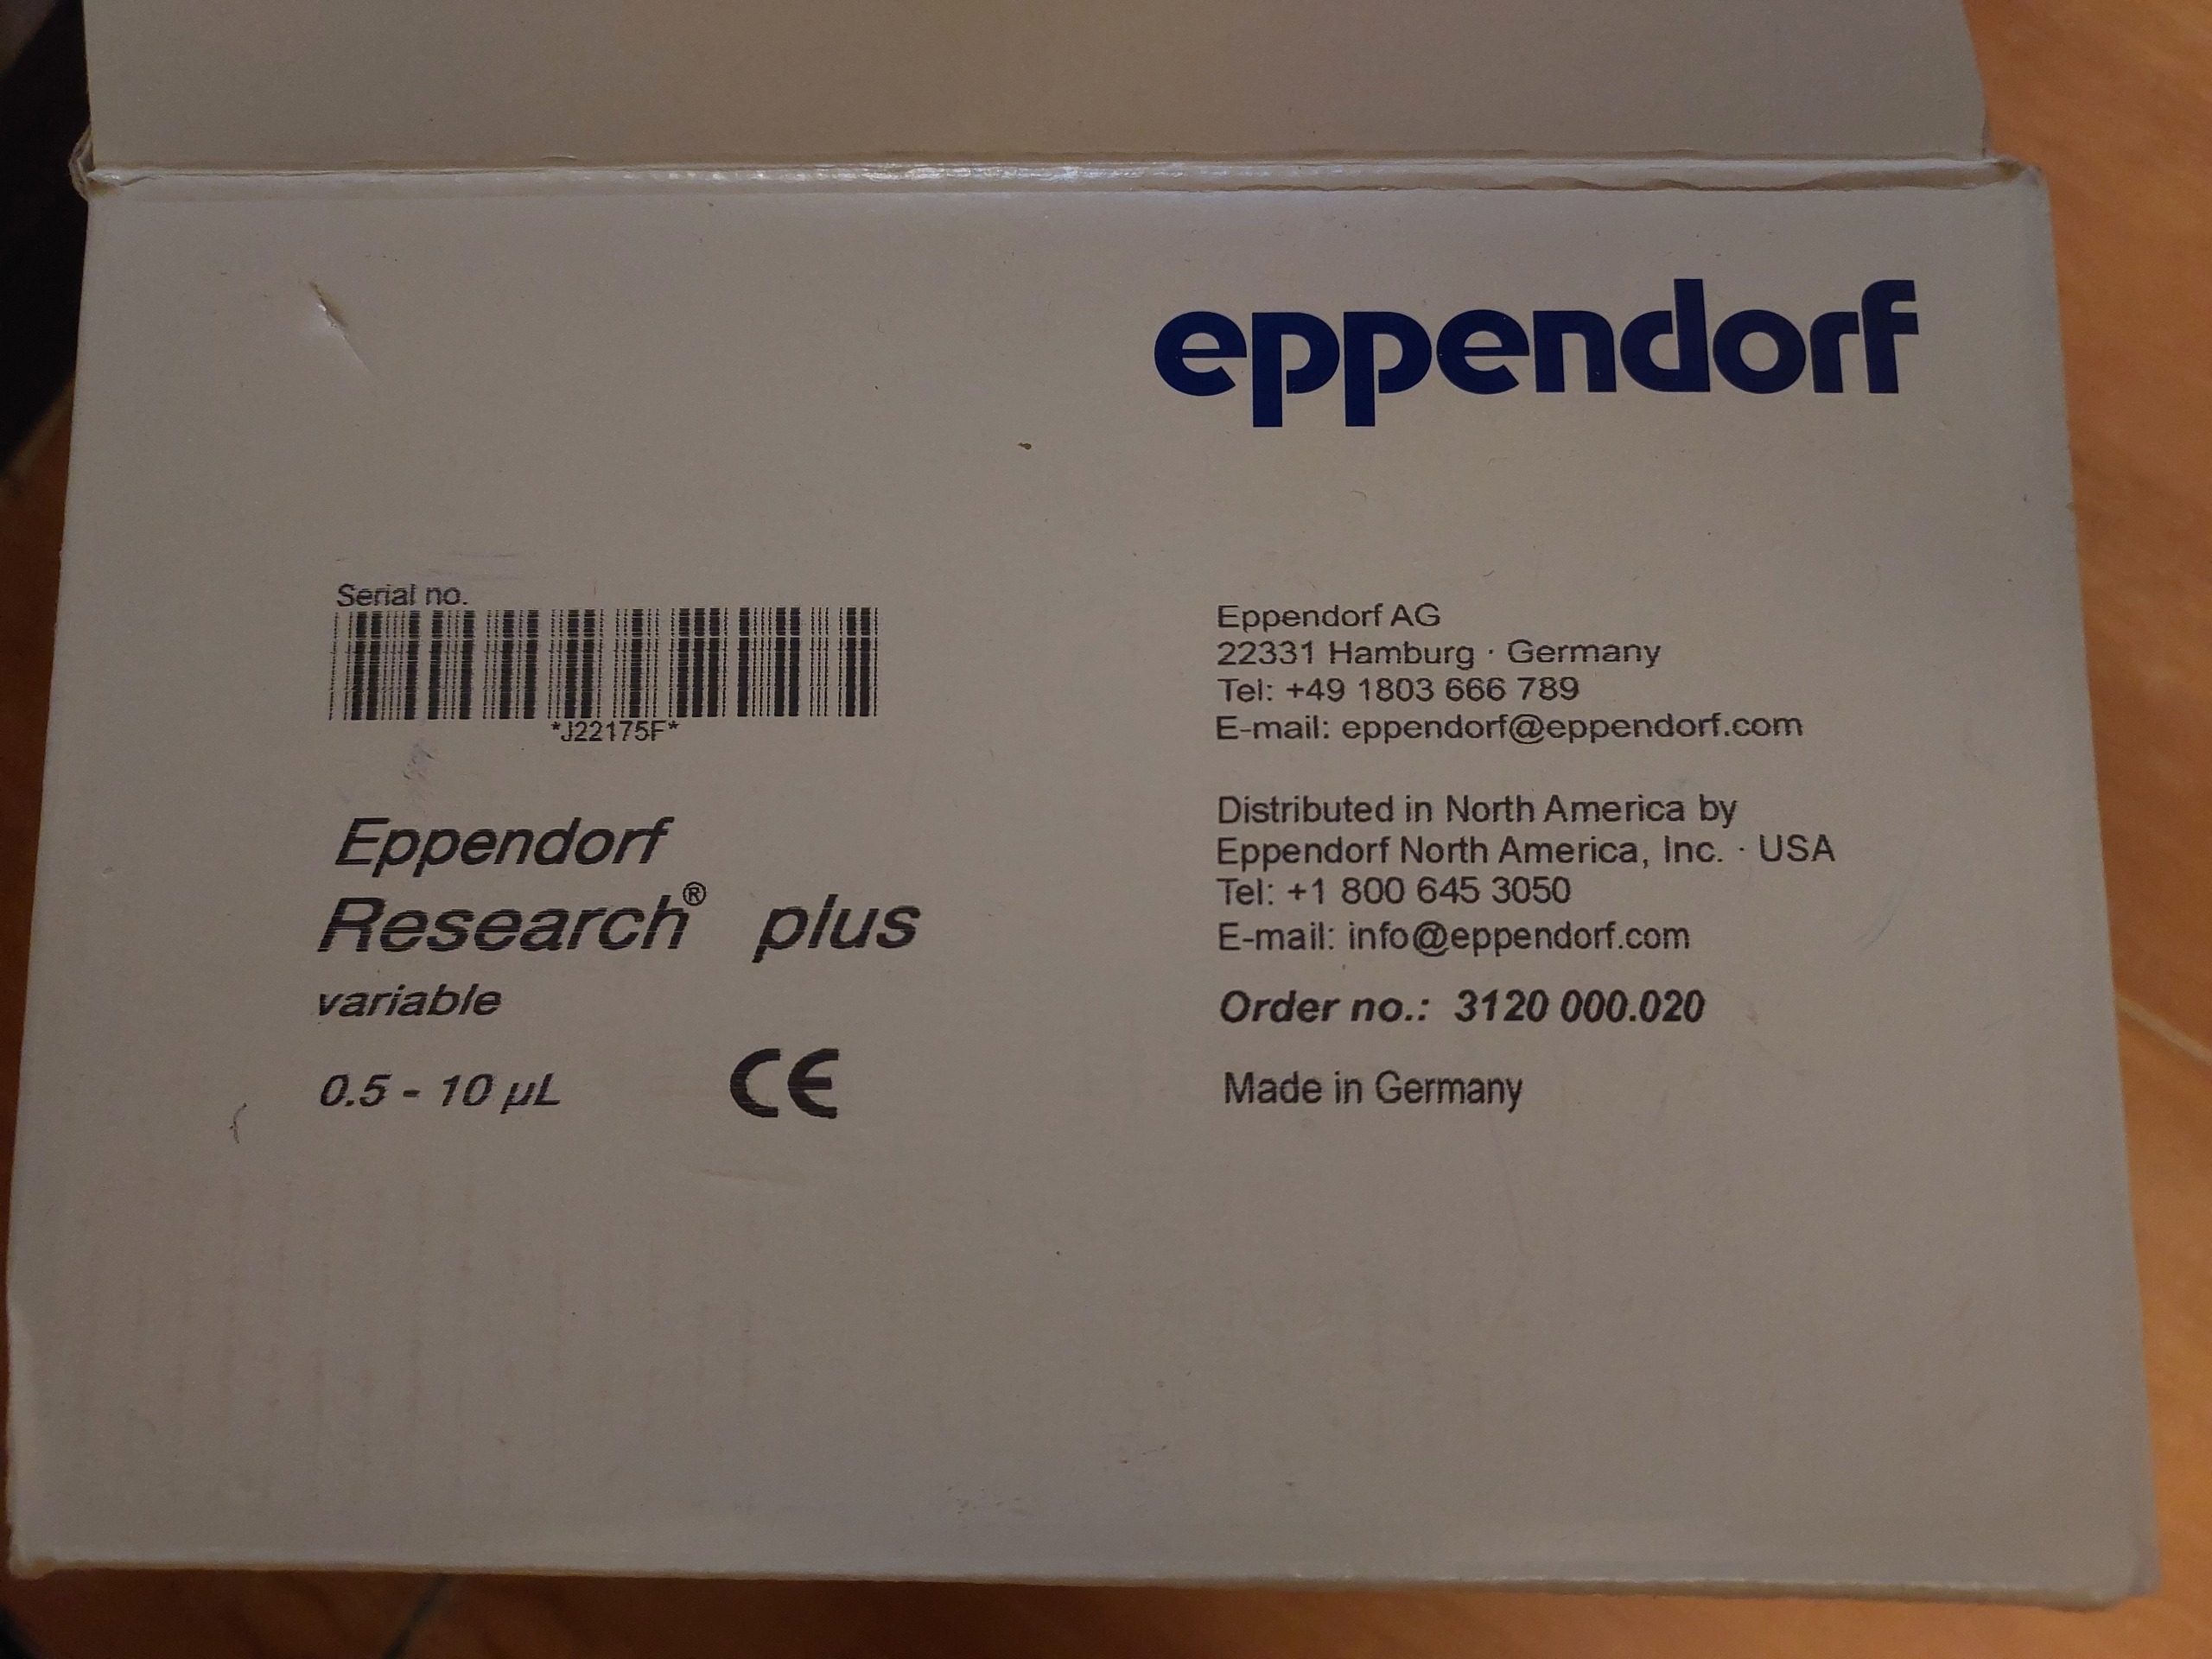 eppendorf
Serial no.
*J22175F*
Eppendorf
Research® plus
variable
0.5 - 10 µL
CE
Eppendorf AG
22331 Hamburg · Germany
Tel: +49 1803 666 789
E-mail: eppendorf@eppendorf.com
Distributed in North America by
Eppendorf North America, Inc. · USA
Tel: +1 800 645 3050
E-mail: info@eppendorf.com
Order no.: 3120 000.020
Made in Germany